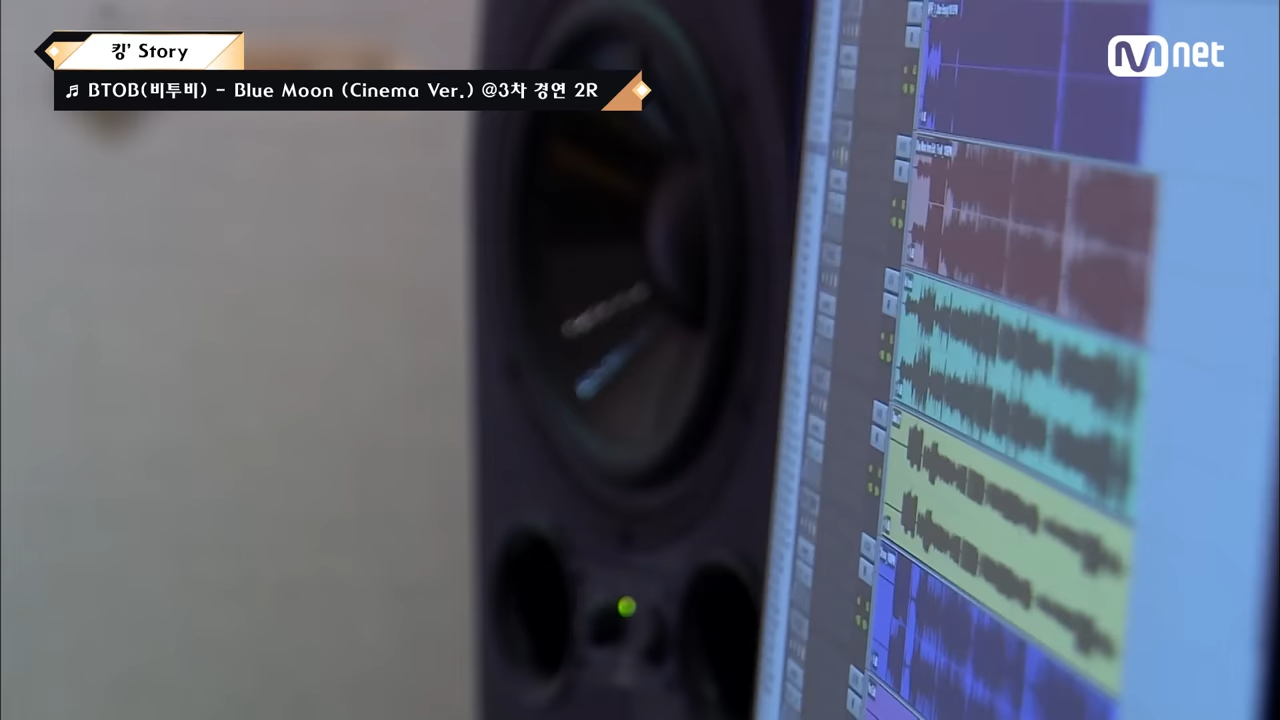 킹' Story
♬ BTOB(비투비) - Blue Moon (Cinema Ver.) @3차 경연 2R
Mnet